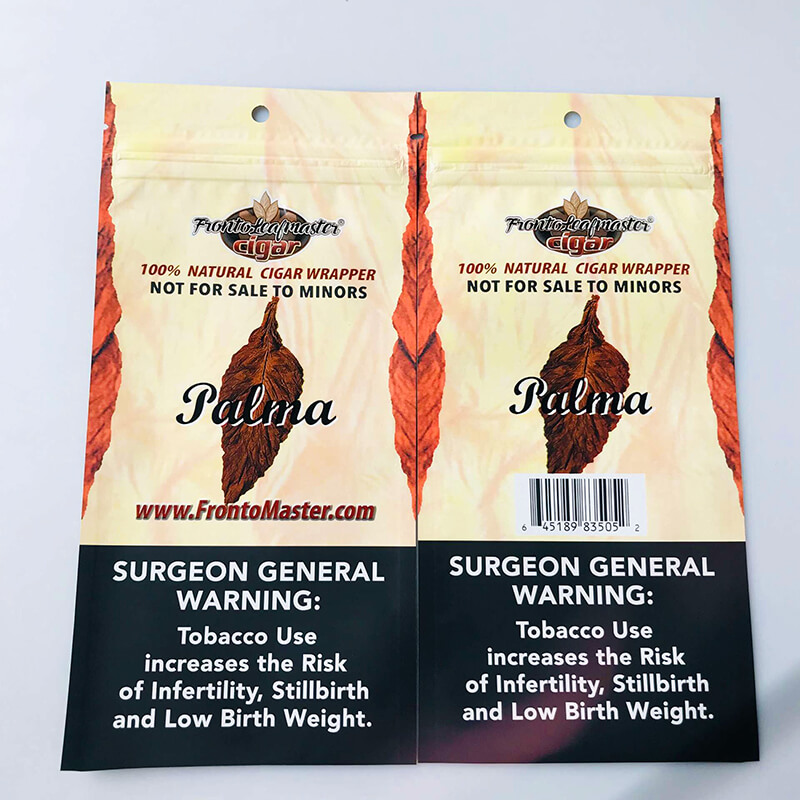 FrontoLeafmaster®
cigar
100% NATURAL CIGAR WRAPPER
NOT FOR SALE TO MINORS
Palma
www.FrontoMaster.com
SURGEON GENERAL
WARNING:
Tobacco Use
increases the Risk
of Infertility, Stillbirth
and Low Birth Weight.
FrontoLeafmaster®
cigar
100% NATURAL CIGAR WRAPPER
NOT FOR SALE TO MINORS
Palma
6 45189 83505 2
SURGEON GENERAL
WARNING:
Tobacco Use
increases the Risk
of Infertility, Stillbirth
and Low Birth Weight.